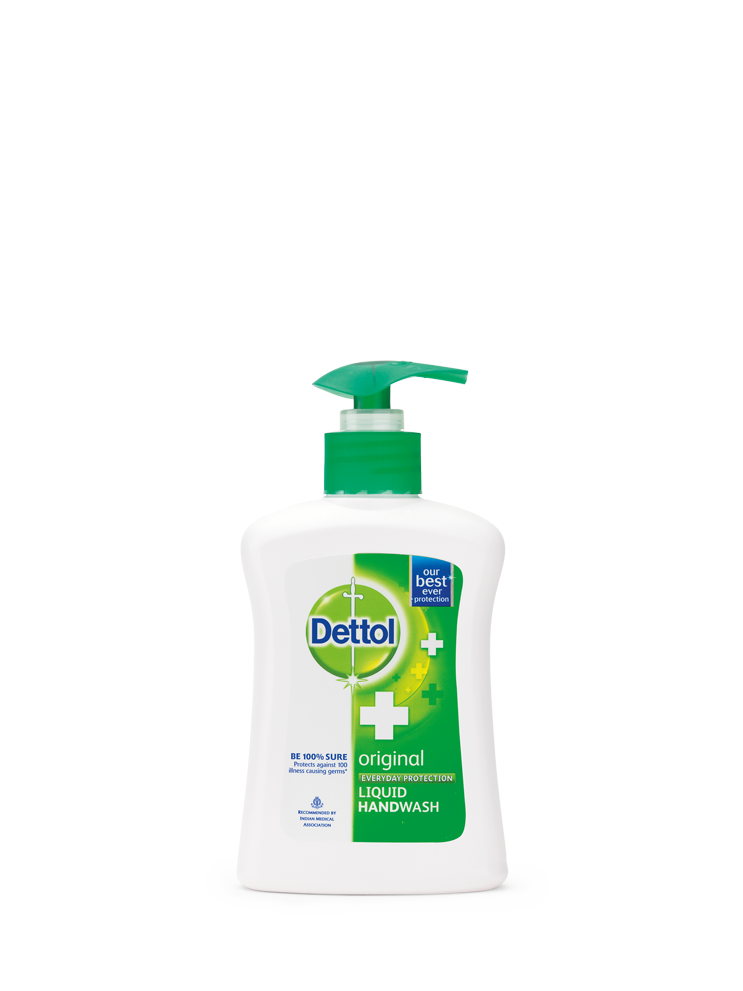 our
best*
ever
protection
Dettol
BE 100% SURE
Protects against 100
illness causing germs*
RECOMMENDED BY
INDIAN MEDICAL
ASSOCIATION
original
EVERYDAY PROTECTION
LIQUID
HANDWASH